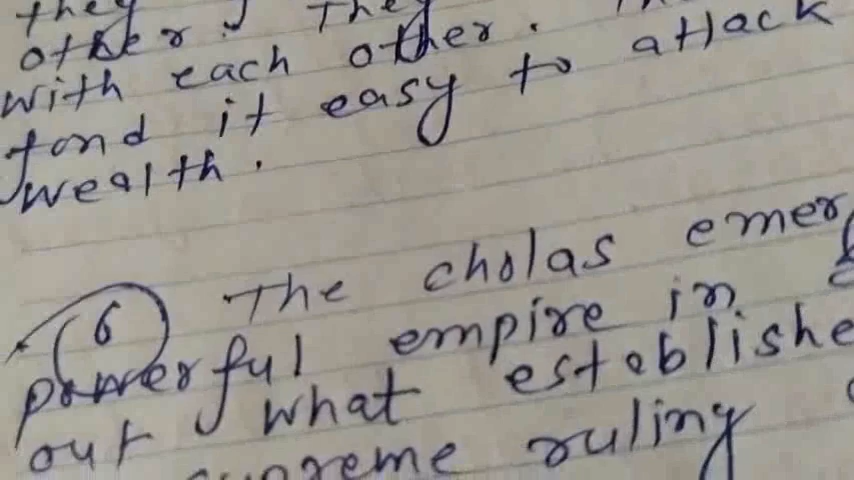 they
other. They
with each other.
fond it easy to attack
wealth.
6 The cholas emer
powerful empire in
out what establishe
supreme ruling